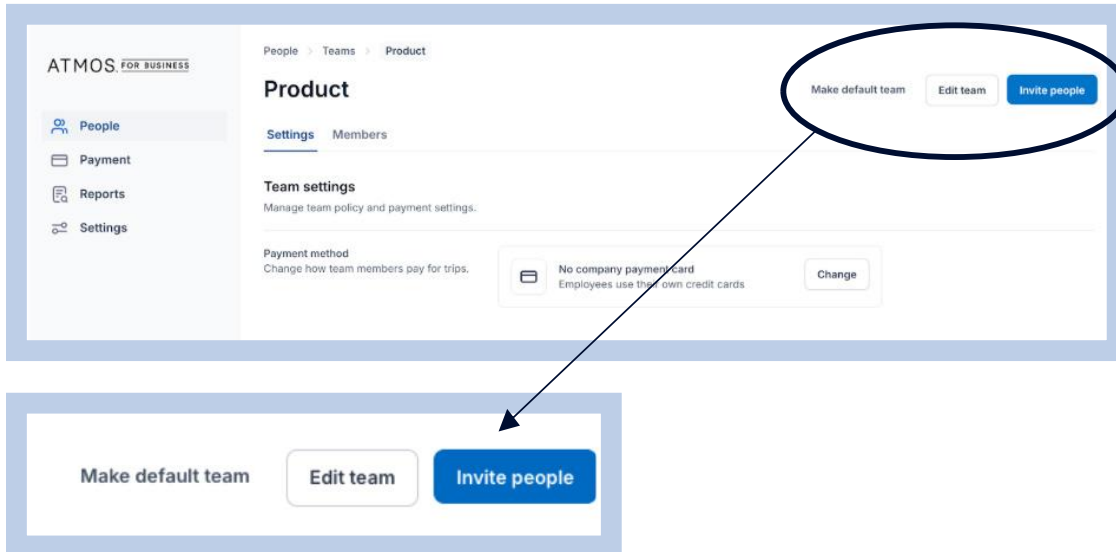 People > Teams > Product
ATMOS FOR BUSINESS
Product
Make default team Edit team Invite people
People
Settings Members
Payment
Reports
Team settings
Manage team policy and payment settings.
Settings
Payment method
Change how team members pay for trips.
No company payment card
Employees use their own credit cards
Change
Make default team Edit team Invite people